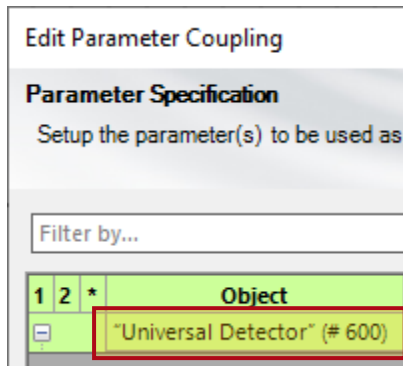 Edit Parameter Coupling
Parameter Specification
Setup the parameter(s) to be used as
Filter by...
1 2 * Object
"Universal Detector" (# 600)